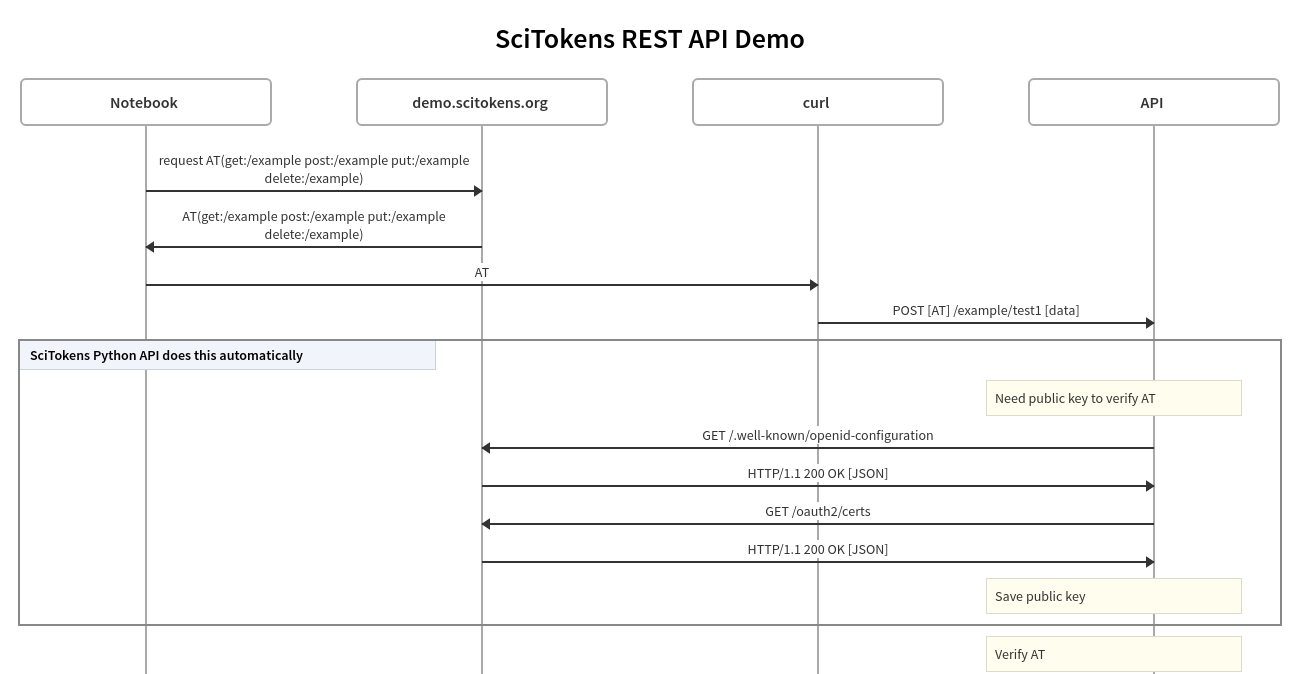 SciTokens REST API Demo
Notebook
demo.scitokens.org
curl
API
request AT(get:/example post:/example put:/example
delete:/example)
AT(get:/example post:/example put:/example
delete:/example)
AT
POST [AT] /example/test1 [data]
SciTokens Python API does this automatically
Need public key to verify AT
GET /.well-known/openid-configuration
HTTP/1.1 200 OK [JSON]
GET /oauth2/certs
HTTP/1.1 200 OK [JSON]
Save public key
Verify AT